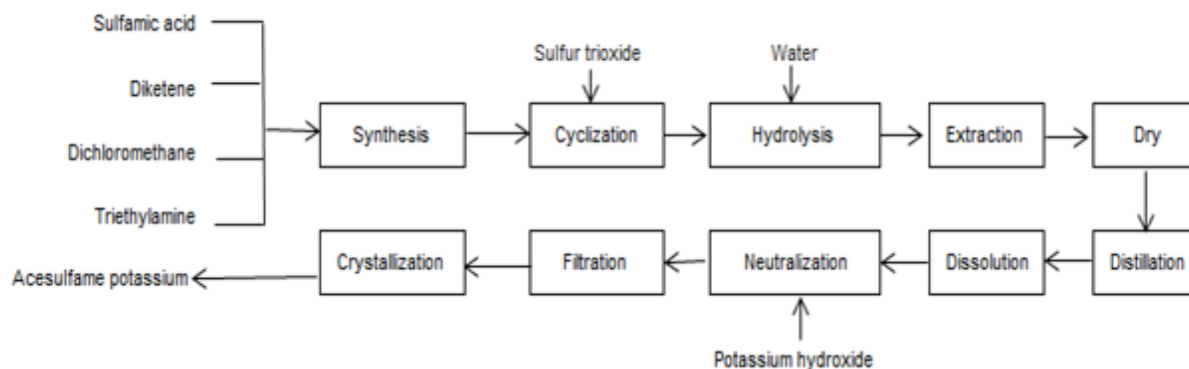 Sulfamic acid
Diketene
Dichloromethane
Triethylamine
Sulfur trioxide
Water
Synthesis
Cyclization
Hydrolysis
Extraction
Dry
Distillation
Dissolution
Neutralization
Filtration
Crystallization
Acesulfame potassium
Potassium hydroxide